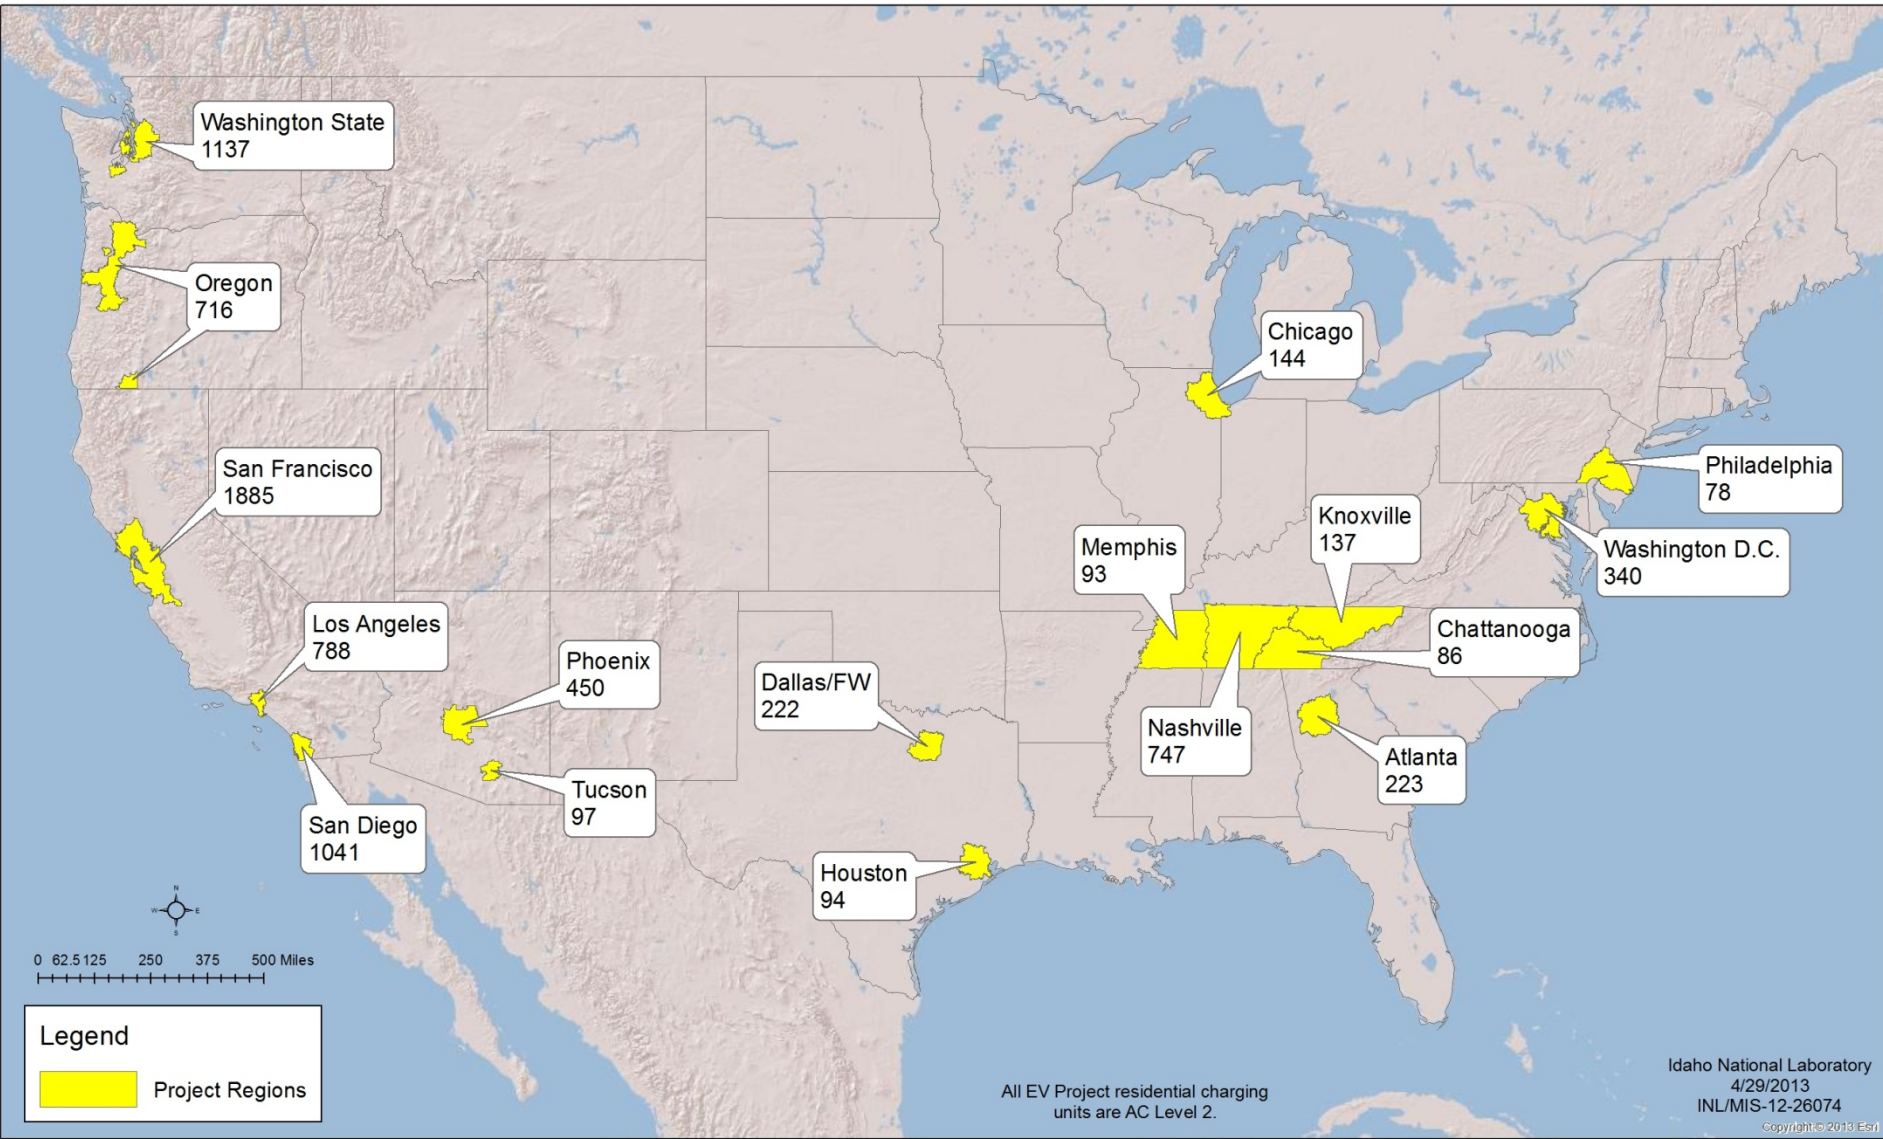 Washington State
1137
Oregon
716
San Francisco
1885
Los Angeles
788
San Diego
1041
Phoenix
450
Tucson
97
Dallas/FW
222
Houston
94
Chicago
144
Memphis
93
Knoxville
137
Nashville
747
Chattanooga
86
Atlanta
223
Philadelphia
78
Washington D.C.
340
N
W E
S
0 62.5 125 250 375 500 Miles
Legend
Project Regions
All EV Project residential charging
units are AC Level 2.
Idaho National Laboratory
4/29/2013
INL/MIS-12-26074
Copyright:© 2013 Esri